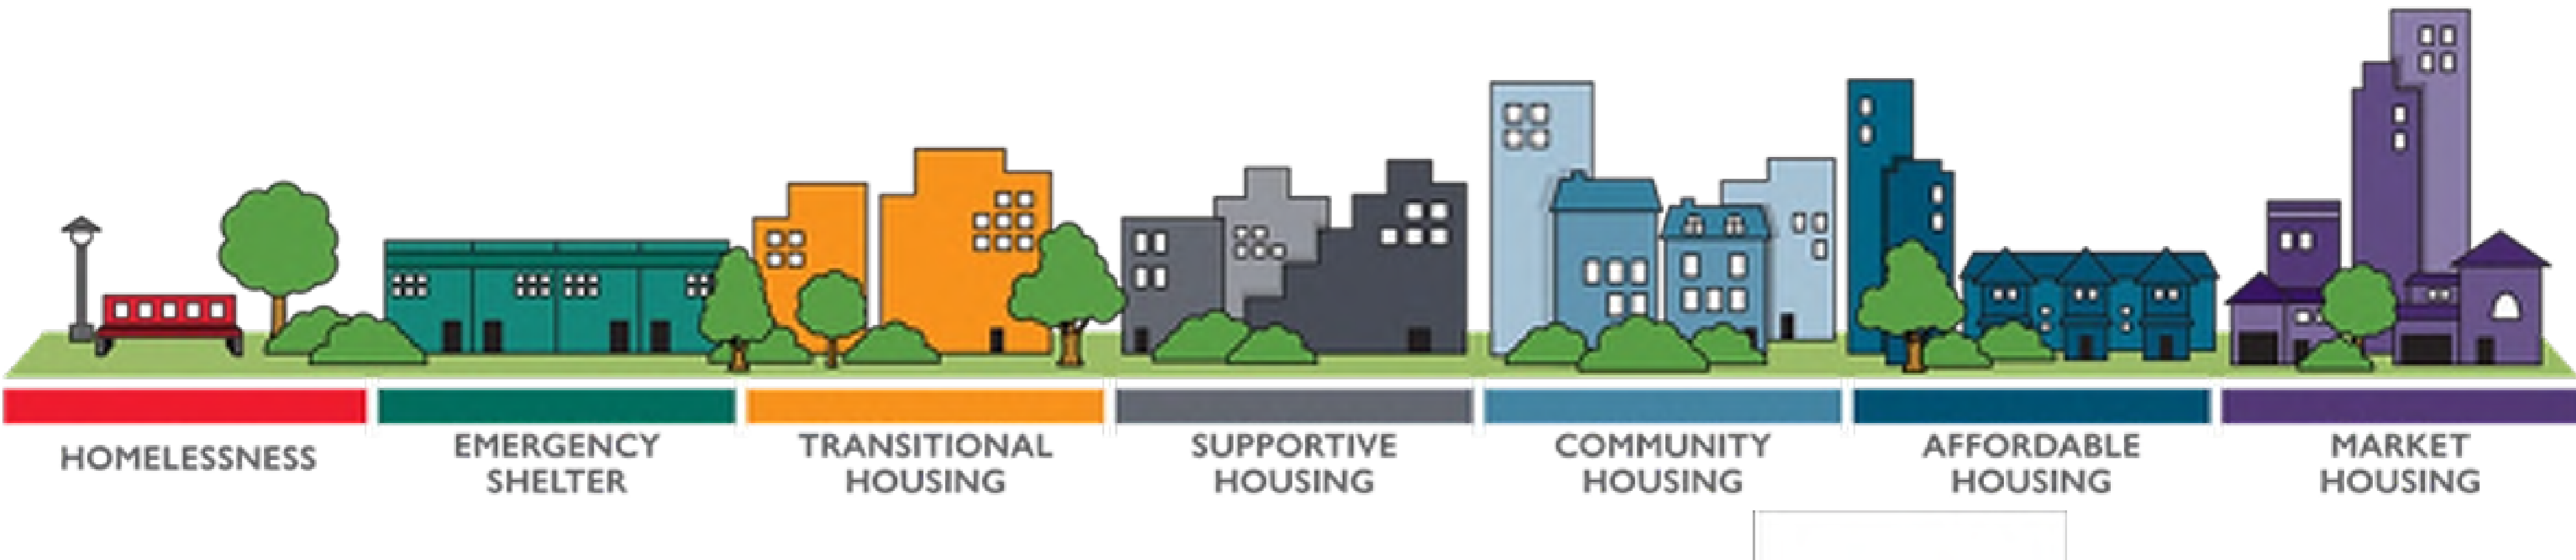 HOMELESSNESS
EMERGENCY
SHELTER
TRANSITIONAL
HOUSING
SUPPORTIVE
HOUSING
COMMUNITY
HOUSING
AFFORDABLE
HOUSING
MARKET
HOUSING